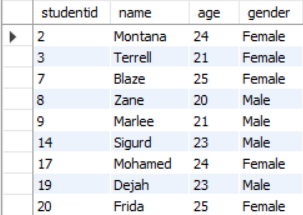 studentid name age gender
2 Montana 24 Female
3 Terrell 21 Female
7 Blaze 25 Female
8 Zane 20 Male
9 Marlee 21 Male
14 Sigurd 23 Male
17 Mohamed 24 Female
19 Dejah 23 Male
20 Frida 25 Female